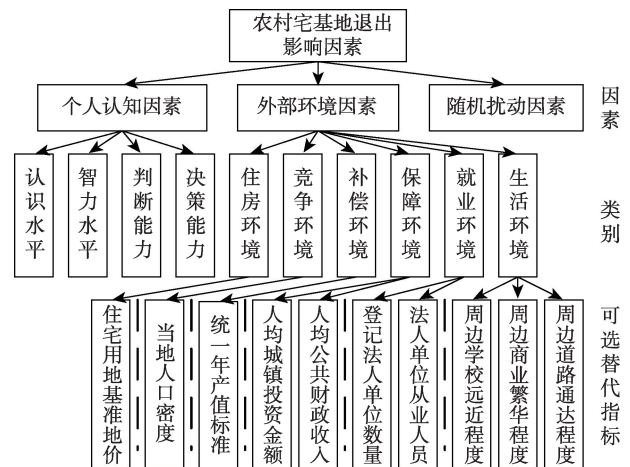 农村宅基地退出
影响因素
个人认知因素
外部环境因素
随机扰动因素
因素
认识水平
智力水平
判断能力
决策能力
住房环境
竞争环境
补偿环境
保障环境
就业环境
生活环境
类别
住宅用地基准地价
当地人口密度
统一年产值标准
人均城镇投资金额
人均公共财政收入
登记法人单位数量
法人单位从业人员
周边学校远近程度
周边商业繁华程度
周边道路通达程度
可选替代指标